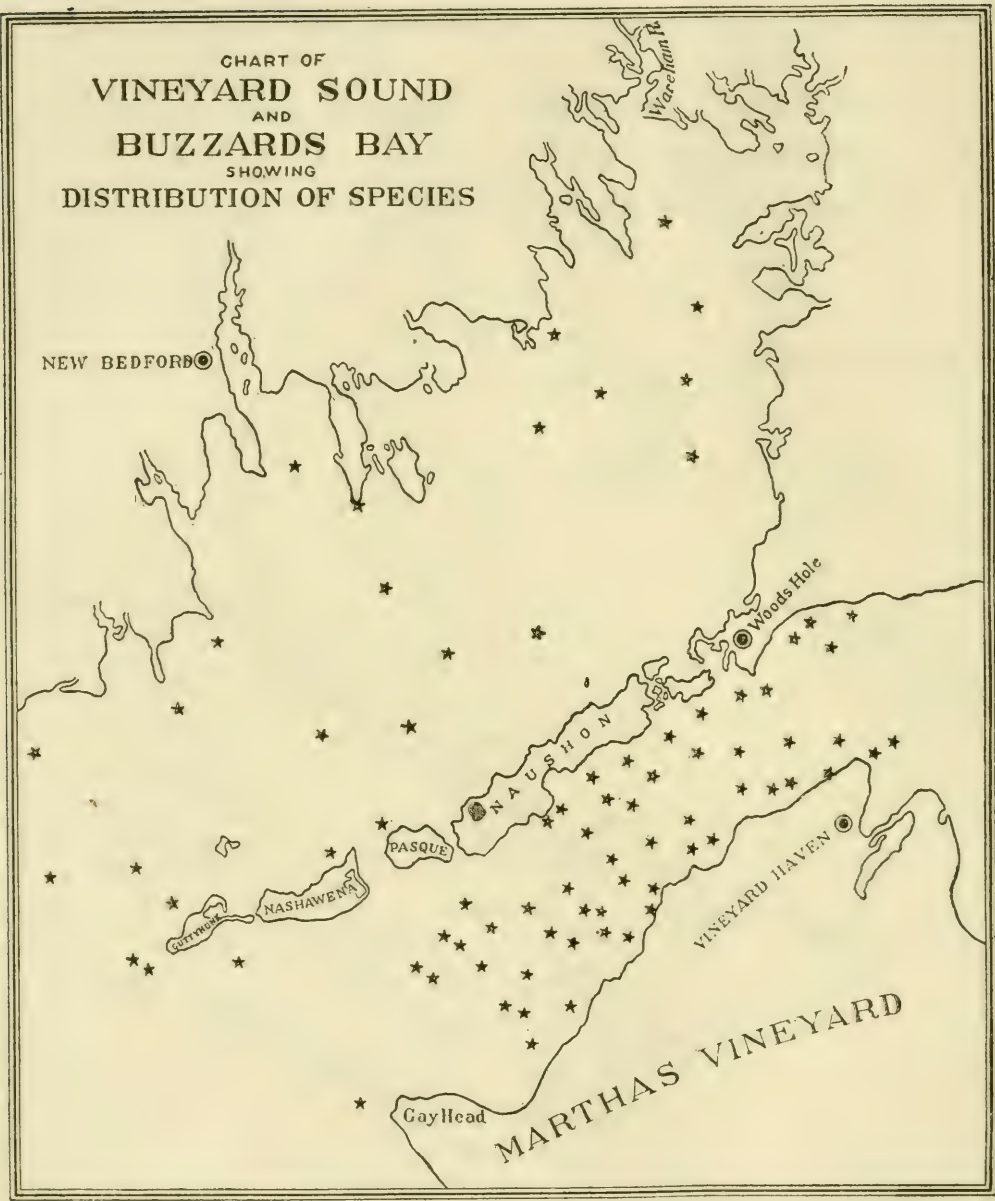 CHART OF
VINEYARD SOUND
AND
BUZZARDS BAY
SHOWING
DISTRIBUTION OF SPECIES
Wareham R.
NEW BEDFORD
Woods Hole
NAUSHON
PASQUE
NASHAWENA
CUTTYHUNK
VINEYARD HAVEN
MARTHAS VINEYARD
Gay Head